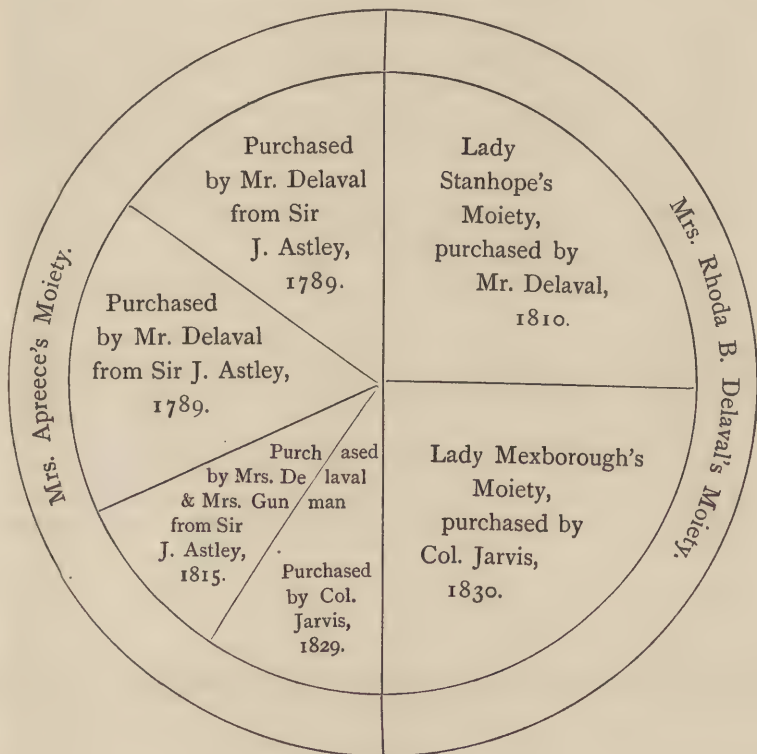 Purchased
by Mr. Delaval
from Sir
J. Astley,
1789.
Lady
Stanhope's
Moiety,
purchased by
Mr. Delaval,
1810.
Mrs. Apreece's Moiety.
Mrs. Rhoda B. Delaval's Moiety.
Purchased
by Mr. Delaval
from Sir J. Astley,
1789.
Purch ased
by Mrs. De laval
& Mrs. Gun man
from Sir
J. Astley,
1815.
Purchased
by Col.
Jarvis,
1829.
Lady Mexborough's
Moiety,
purchased by
Col. Jarvis,
1830.